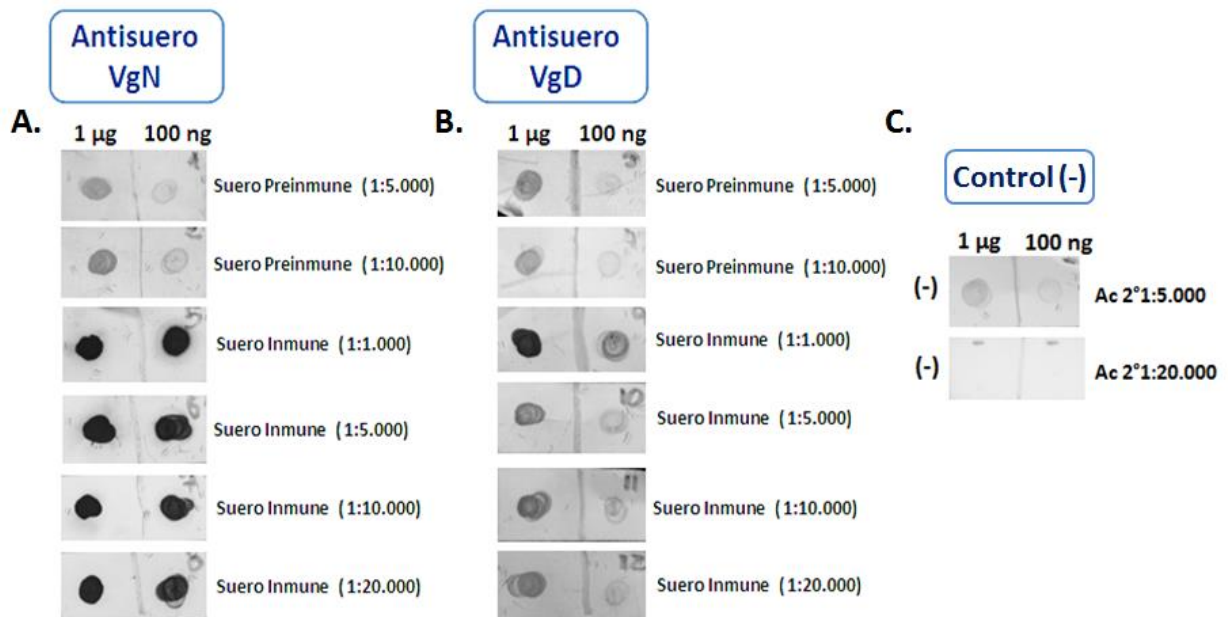 Antisuero
VgN
A.
1 µg 100 ng
Suero Preinmune (1:5.000)
Suero Preinmune (1:10.000)
Suero Inmune (1:1.000)
Suero Inmune (1:5.000)
Suero Inmune (1:10.000)
Suero Inmune (1:20.000)
Antisuero
VgD
B.
1 µg 100 ng
Suero Preinmune (1:5.000)
Suero Preinmune (1:10.000)
Suero Inmune (1:1.000)
Suero Inmune (1:5.000)
10
Suero Inmune (1:10.000)
11
Suero Inmune (1:20.000)
12
C.
Control (-)
1 µg 100 ng
(-) Ac 2°1:5.000
(-) Ac 2°1:20.000